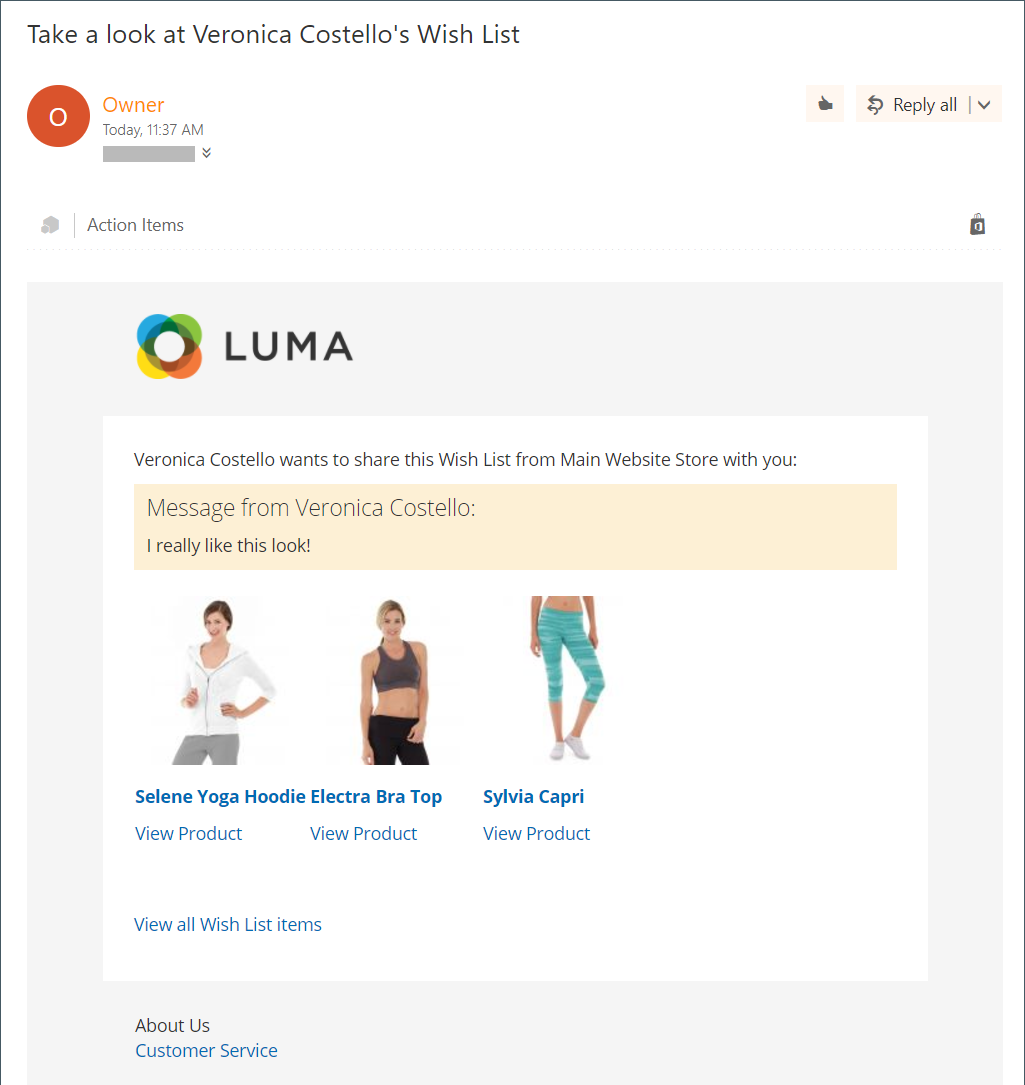 Take a look at Veronica Costello's Wish List
O
Owner
Today, 11:37 AM
Reply all
Action Items
LUMA
Veronica Costello wants to share this Wish List from Main Website Store with you:
Message from Veronica Costello:
I really like this look!
Selene Yoga Hoodie Electra Bra Top Sylvia Capri
View Product View Product View Product
View all Wish List items
About Us
Customer Service